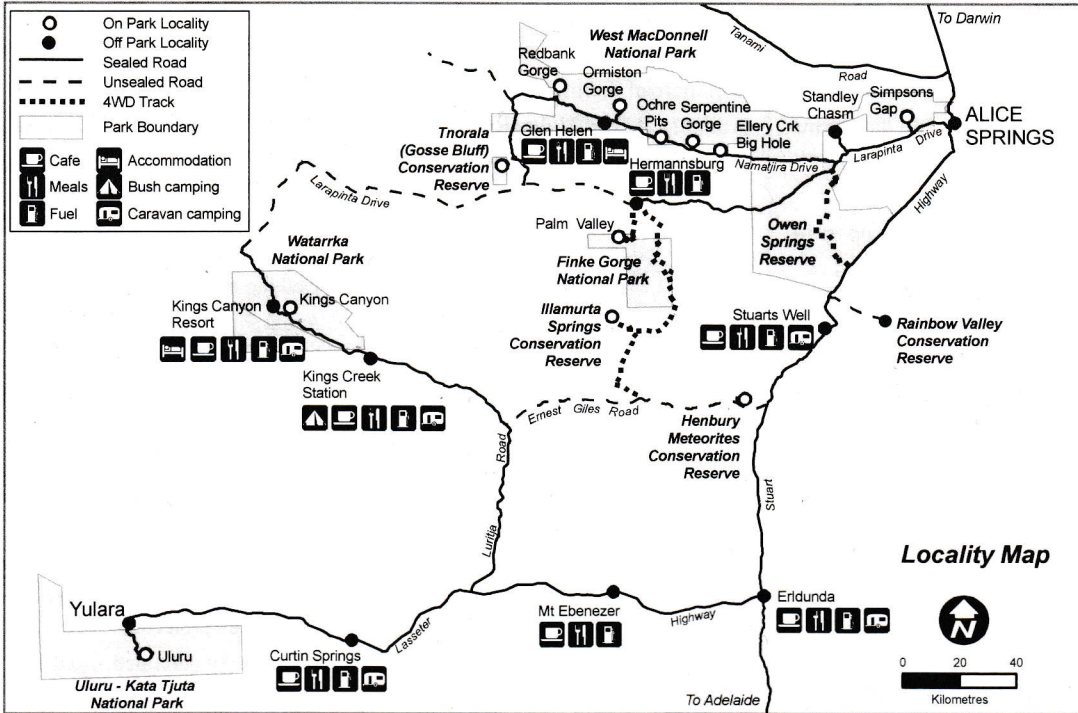 On Park Locality
Off Park Locality
Sealed Road
Unsealed Road
4WD Track
Park Boundary
Cafe
Accommodation
Meals
Bush camping
Fuel
Caravan camping
To Darwin
Tanami
Road
West MacDonnell
National Park
Redbank
Gorge
Ormiston
Gorge
Ochre
Pits
Serpentine
Gorge
Ellery Crk
Big Hole
Standley
Chasm
Simpsons
Gap
ALICE
SPRINGS
Larapinta Drive
Namatjira Drive
Glen Helen
Tnorala
(Gosse Bluff)
Conservation
Reserve
Hermannsburg
Highway
Larapinta Drive
Palm Valley
Finke Gorge
National Park
Owen
Springs
Reserve
Watarrka
National Park
Kings Canyon
Resort
Kings Canyon
Illamurta
Springs
Conservation
Reserve
Stuarts Well
Rainbow Valley
Conservation
Reserve
Kings Creek
Station
Ernest Giles Road
Henbury
Meteorites
Conservation
Reserve
Road
Luritja
Stuart
Locality Map
Yulara
Uluru
Uluru - Kata Tjuta
National Park
Curtin Springs
Lasseter
Mt Ebenezer
Highway
Erldunda
N
0 20 40
Kilometres
To Adelaide